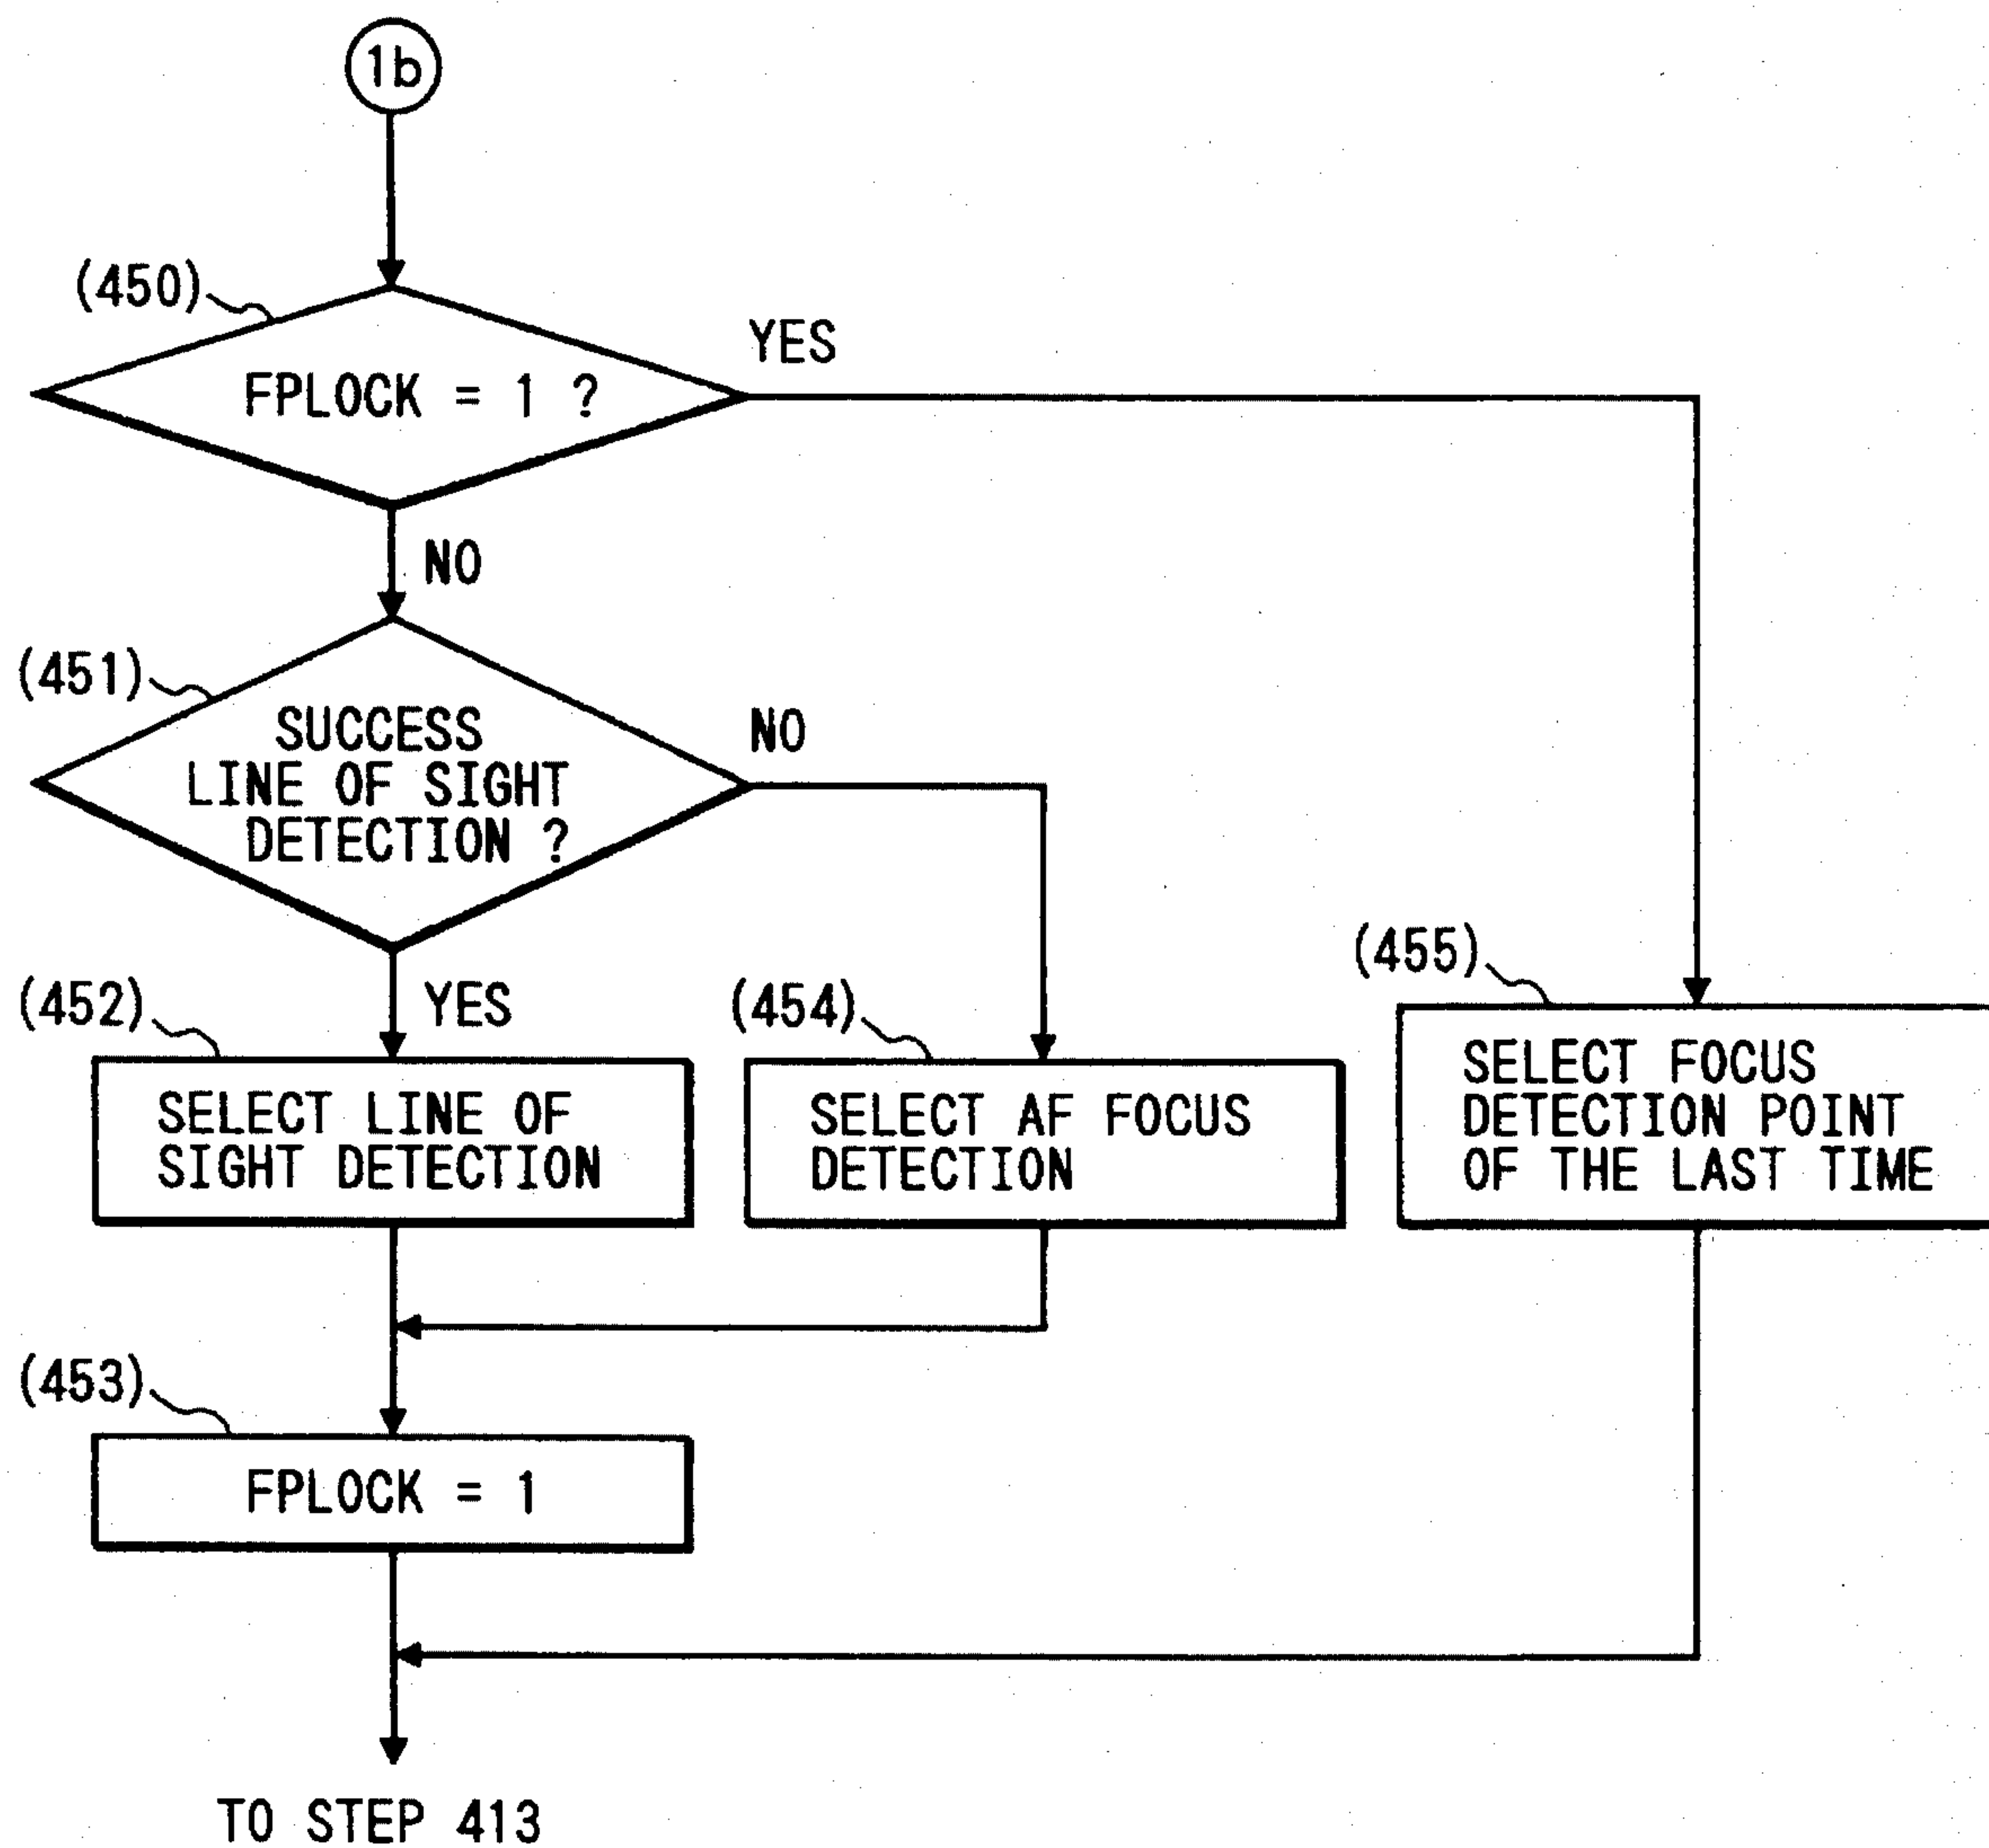 1b
(450)
YES
FPLOCK = 1 ?
NO
(451)
SUCCESS
LINE OF SIGHT
DETECTION ?
NO
YES
(452)
SELECT LINE OF
SIGHT DETECTION
(454)
SELECT AF FOCUS
DETECTION
(455)
SELECT FOCUS
DETECTION POINT
OF THE LAST TIME
(453)
FPLOCK = 1
TO STEP 413